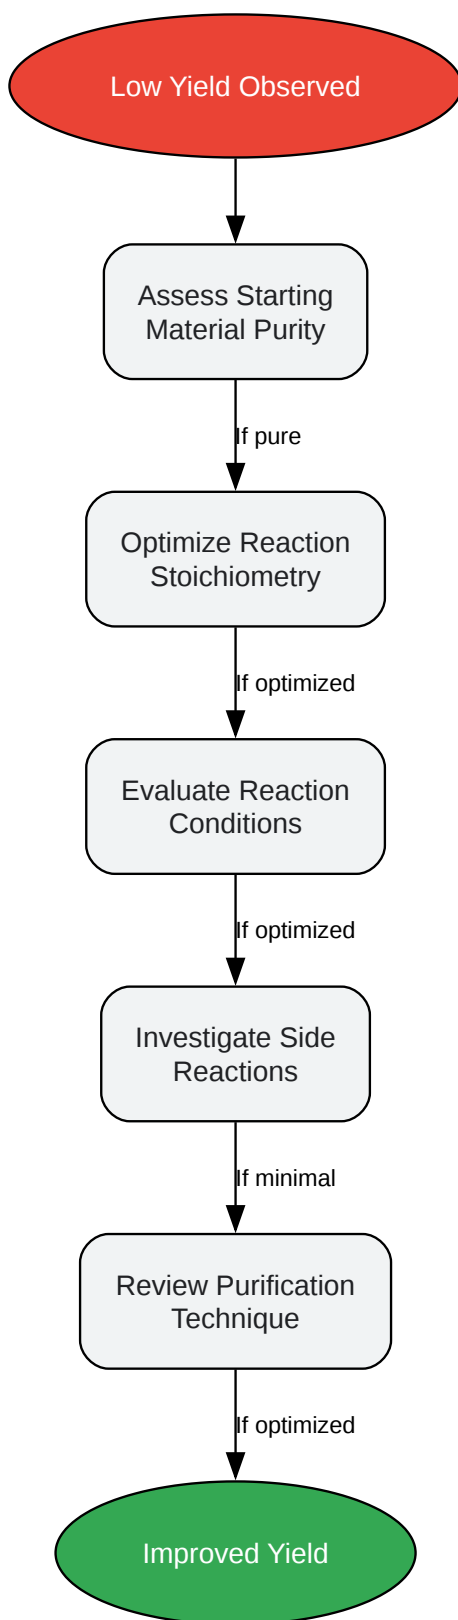 Low Yield Observed
Assess Starting
Material Purity
If pure
Optimize Reaction
Stoichiometry
If optimized
Evaluate Reaction
Conditions
If optimized
Investigate Side
Reactions
If minimal
Review Purification
Technique
If optimized
Improved Yield